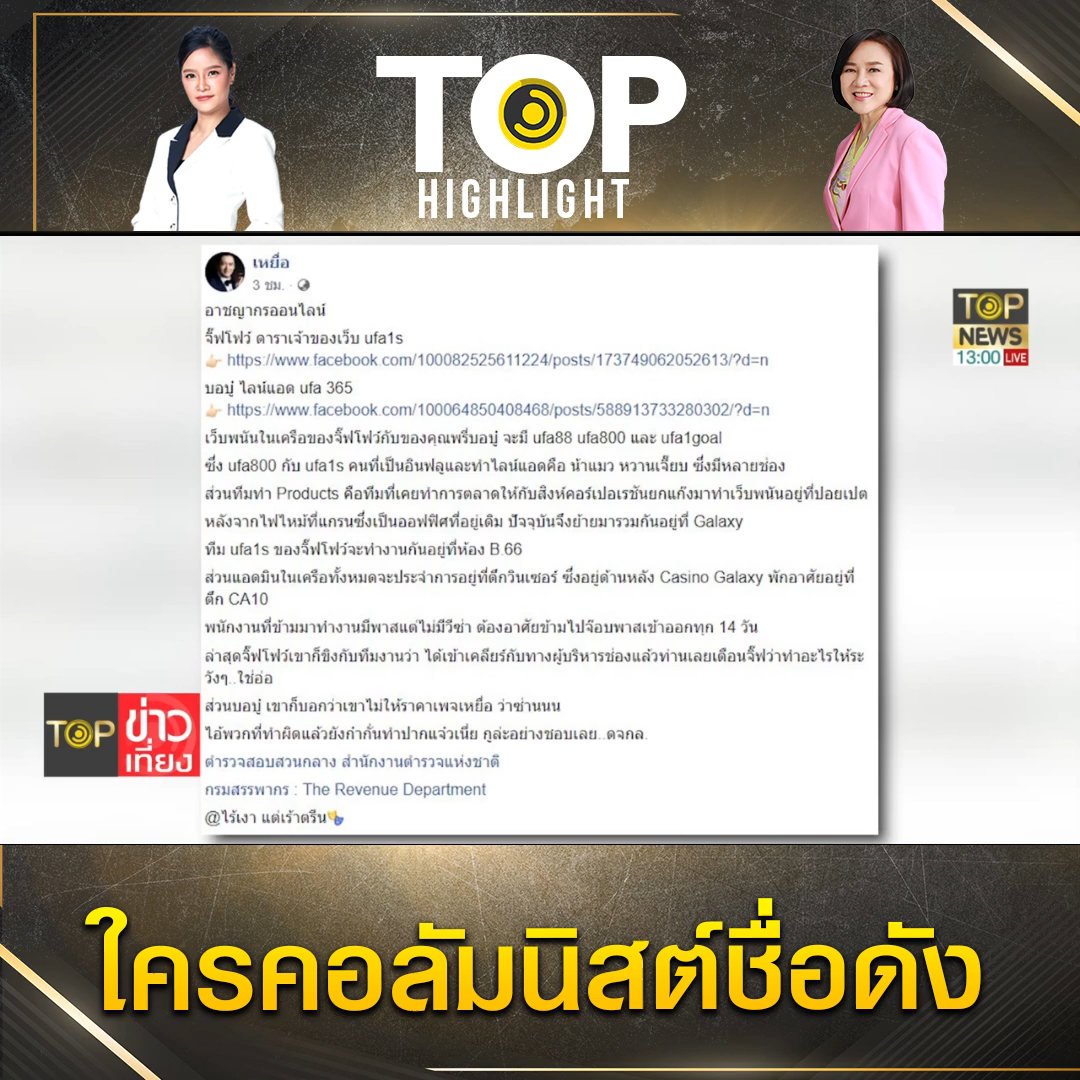 TOP
HIGHLIGHT
เหยื่อ
3 ชม.
อาชญากรออนไลน์
จิ๊ฟโฟว์ ดาราเจ้าของเว็บ ufa1s
https://www.facebook.com/100082525611224/posts/173749062052613/?d=n
บอบู๋ ไลน์แอด ufa 365
https://www.facebook.com/100064850408468/posts/588913733280302/?d=n
เว็บพนันในเครือของจิ๊ฟโฟว์กับของคุณพรี่บอบู๋ จะมี ufa88 ufa800 และ ufa1goal
ซึ่ง ufa800 กับ ufa1s คนที่เป็นอินฟลูและทำไลน์แอดคือ น้าแมว หวานเจี๊ยบ ซึ่งมีหลายช่อง
ส่วนทีมทำ Products คือทีมที่เคยทำการตลาดให้กับสิงห์คอร์เปอเรชันยกแก๊งมาทำเว็บพนันอยู่ที่ปอยเปต
หลังจากไฟไหม้ที่แกรนซึ่งเป็นออฟฟิศที่อยู่เดิม ปัจจุบันจึงย้ายมารวมกันอยู่ที่ Galaxy
ทีม ufa1s ของจิ๊ฟโฟว์จะทำงานกันอยู่ที่ห้อง B.66
ส่วนแอดมินในเครือทั้งหมดจะประจำการอยู่ที่ตึกวินเซอร์ ซึ่งอยู่ด้านหลัง Casino Galaxy พักอาศัยอยู่ที่
ตึก CA10
พนักงานที่ข้ามมาทำงานมีพาสแต่ไม่มีวีซ่า ต้องอาศัยข้ามไปจ๊อบพาสเข้าออกทุก 14 วัน
ล่าสุดจิ๊ฟโฟว์เขาก็ขิงกับทีมงานว่า ได้เข้าเคลียร์กับทางผู้บริหารช่องแล้วท่านเลยเตือนจิ๊ฟว่าทำอะไรให้ระ
วังๆ..ใช่อ่อ
ส่วนบอบู๋ เขาก็บอกว่าเขาไม่ให้ราคาเพจเหยื่อ ว่าซ่านนน
ไอ้พวกที่ทำผิดแล้วยังกำกั่นทำปากแจ๋วเนี่ย กูล่ะอย่างชอบเลย..ดจกล.
ตำรวจสอบสวนกลาง สำนักงานตำรวจแห่งชาติ
กรมสรรพากร : The Revenue Department
@ไร้เงา แต่เร้าตรีน
TOP
NEWS
13:00 LIVE
TOP ข่าว
เที่ยง
ใครคอลัมนิสต์ชื่อดัง